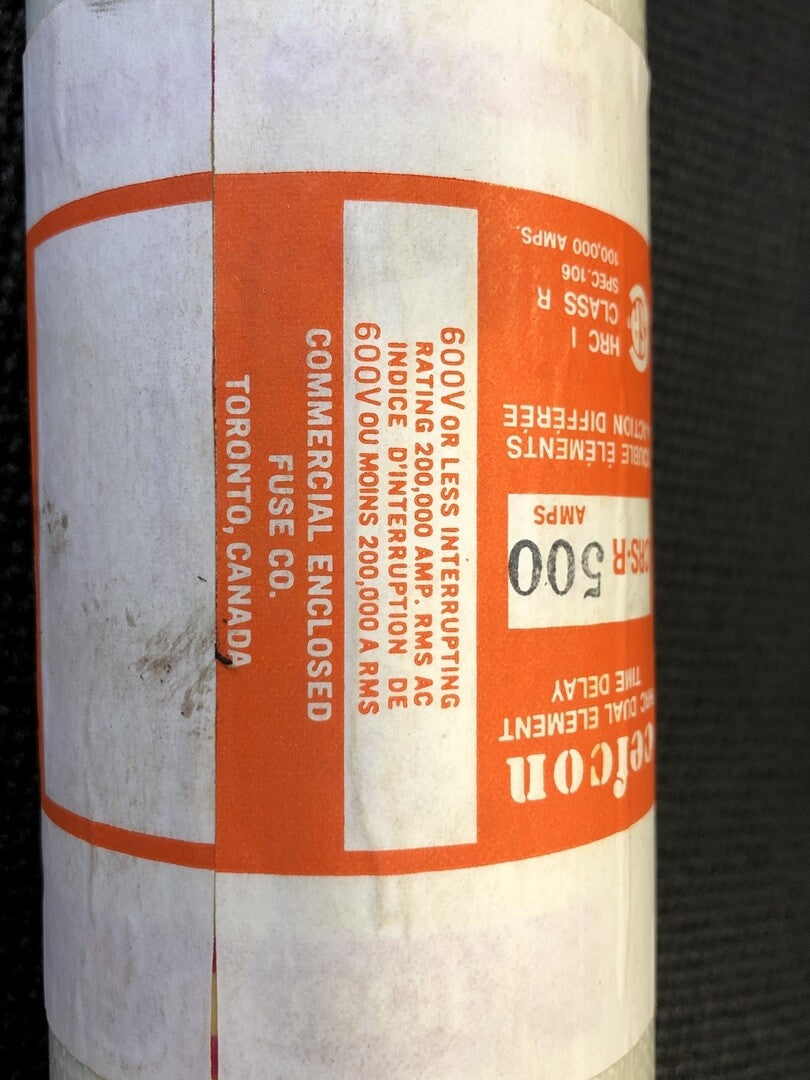 cefcon
HRC DUAL ELEMENT
TIME DELAY
CRS-R 500
AMPS
DOUBLE ÉLÉMENTS
ACTION DIFFÉRÉE
HRC I
CLASS R
SPEC. 106
100,000 AMPS.
600V OR LESS INTERRUPTING
RATING 200,000 AMP. RMS AC
INDICE D'INTERRUPTION DE
600V OU MOINS 200,000 A RMS
COMMERCIAL ENCLOSED
FUSE CO.
TORONTO, CANADA